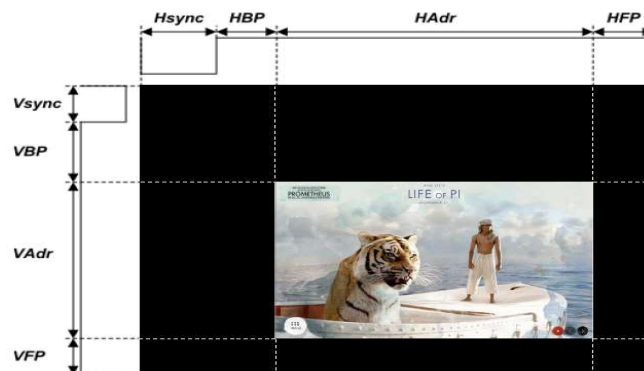 Hsync HBP HAdr HFP
Vsync
VBP
VAdr
VFP
PROMETHEUS
LIFE OF PI